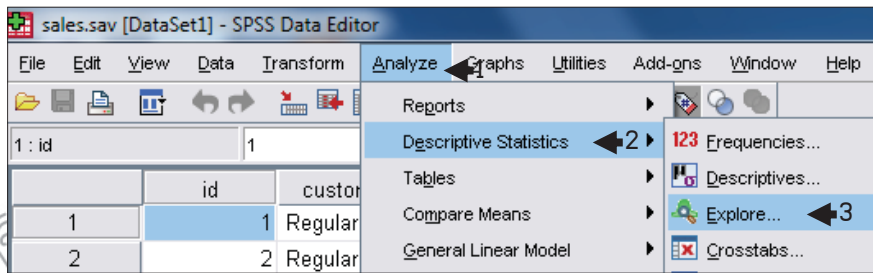 sales.sav [DataSet1] - SPSS Data Editor
File Edit View Data Transform Analyze Graphs Utilities Add-ons Window Help
1
Reports
1 : id 1
Descriptive Statistics 2
123 Frequencies...
id custor
Tables
Descriptives...
1 1 Regular
Compare Means
Explore... 3
2 2 Regular
General Linear Model
Crosstabs...